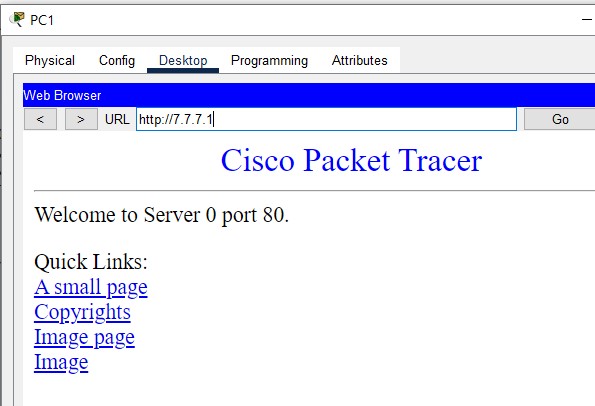 PC1
Physical Config Desktop Programming Attributes
Web Browser
< > URL http://7.7.7.1 Go
Cisco Packet Tracer
Welcome to Server 0 port 80.
Quick Links:
A small page
Copyrights
Image page
Image